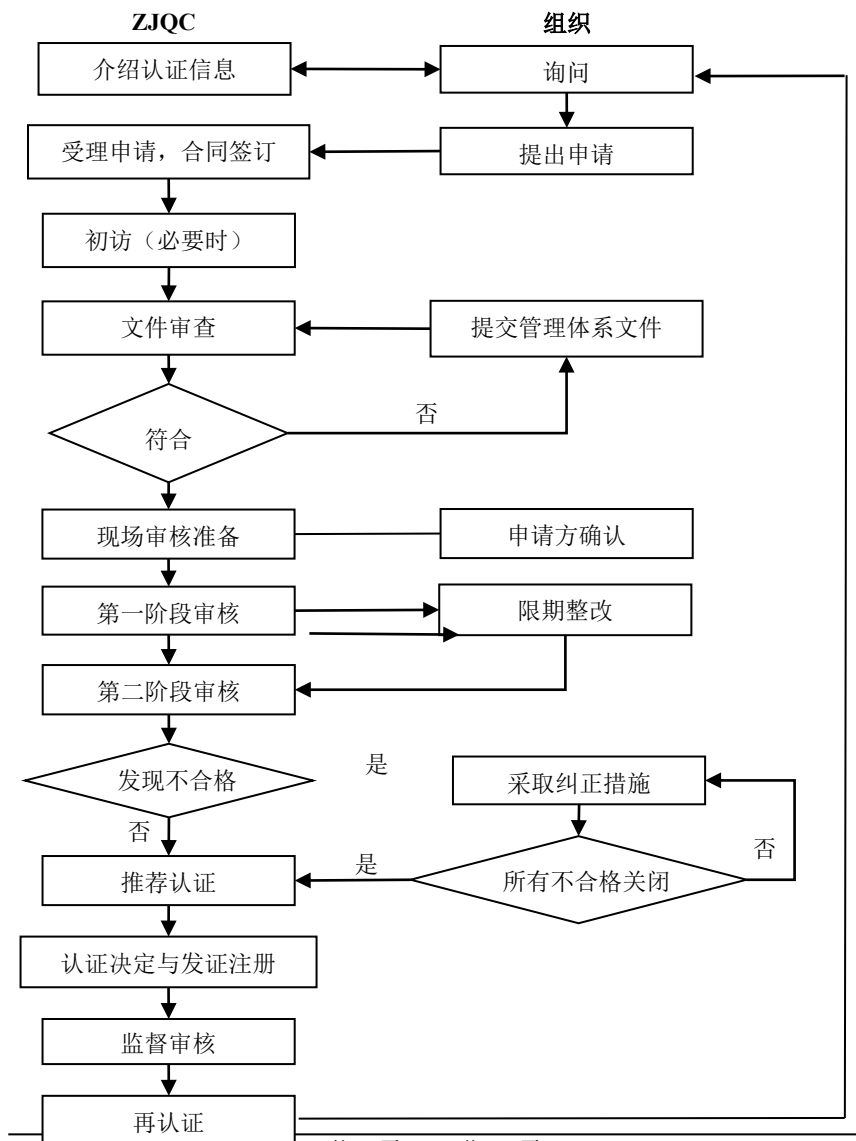 ZJQC 组织
介绍认证信息 询问
受理申请，合同签订 提出申请
初访（必要时）
文件审查 提交管理体系文件
否
符合
现场审核准备 申请方确认
第一阶段审核 限期整改
第二阶段审核
是
发现不合格 采取纠正措施
否 否
是
推荐认证 所有不合格关闭
认证决定与发证注册
监督审核
再认证